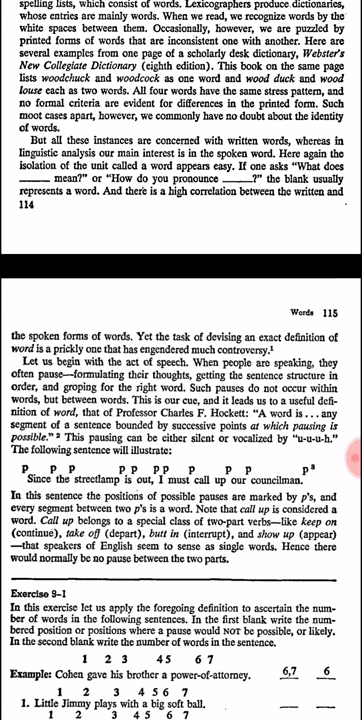 spelling lists, which consist of words. Lexicographers produce dictionaries,
whose entries are mainly words. When we read, we recognize words by the
white spaces between them. Occasionally, however, we are puzzled by
printed forms of words that are inconsistent one with another. Here are
several examples from one page of a scholarly desk dictionary, Webster's
New Collegiate Dictionary (eighth edition). This book on the same page
lists woodchuck and woodcock as one word and wood duck and wood
louse each as two words. All four words have the same stress pattern, and
no formal criteria are evident for differences in the printed form. Such
moot cases apart, however, we commonly have no doubt about the identity
of words.
But all these instances are concerned with written words, whereas in
linguistic analysis our main interest is in the spoken word. Here again the
isolation of the unit called a word appears easy. If one asks "What does
_____ mean?" or "How do you pronounce _____?" the blank usually
represents a word. And there is a high correlation between the written and
114
Words 115
the spoken forms of words. Yet the task of devising an exact definition of
word is a prickly one that has engendered much controversy.¹
Let us begin with the act of speech. When people are speaking, they
often pause—formulating their thoughts, getting the sentence structure in
order, and groping for the right word. Such pauses do not occur within
words, but between words. This is our cue, and it leads us to a useful defi-
nition of word, that of Professor Charles F. Hockett: "A word is . . . any
segment of a sentence bounded by successive points at which pausing is
possible." ² This pausing can be either silent or vocalized by "u-u-u-h."
The following sentence will illustrate:
p p p p p p p p p p p³
Since the streetlamp is out, I must call up our councilman.
In this sentence the positions of possible pauses are marked by p's, and
every segment between two p's is a word. Note that call up is considered a
word. Call up belongs to a special class of two-part verbs—like keep on
(continue), take off (depart), butt in (interrupt), and show up (appear)
—that speakers of English seem to sense as single words. Hence there
would normally be no pause between the two parts.
Exercise 9-1
In this exercise let us apply the foregoing definition to ascertain the num-
ber of words in the following sentences. In the first blank write the num-
bered position or positions where a pause would NOT be possible, or likely.
In the second blank write the number of words in the sentence.
1 2 3 4 5 6 7
Example: Cohen gave his brother a power-of-attorney. 6,7 6
1 2 3 4 5 6 7
1. Little Jimmy plays with a big soft ball. ___ ___
1 2 3 4 5 6 7